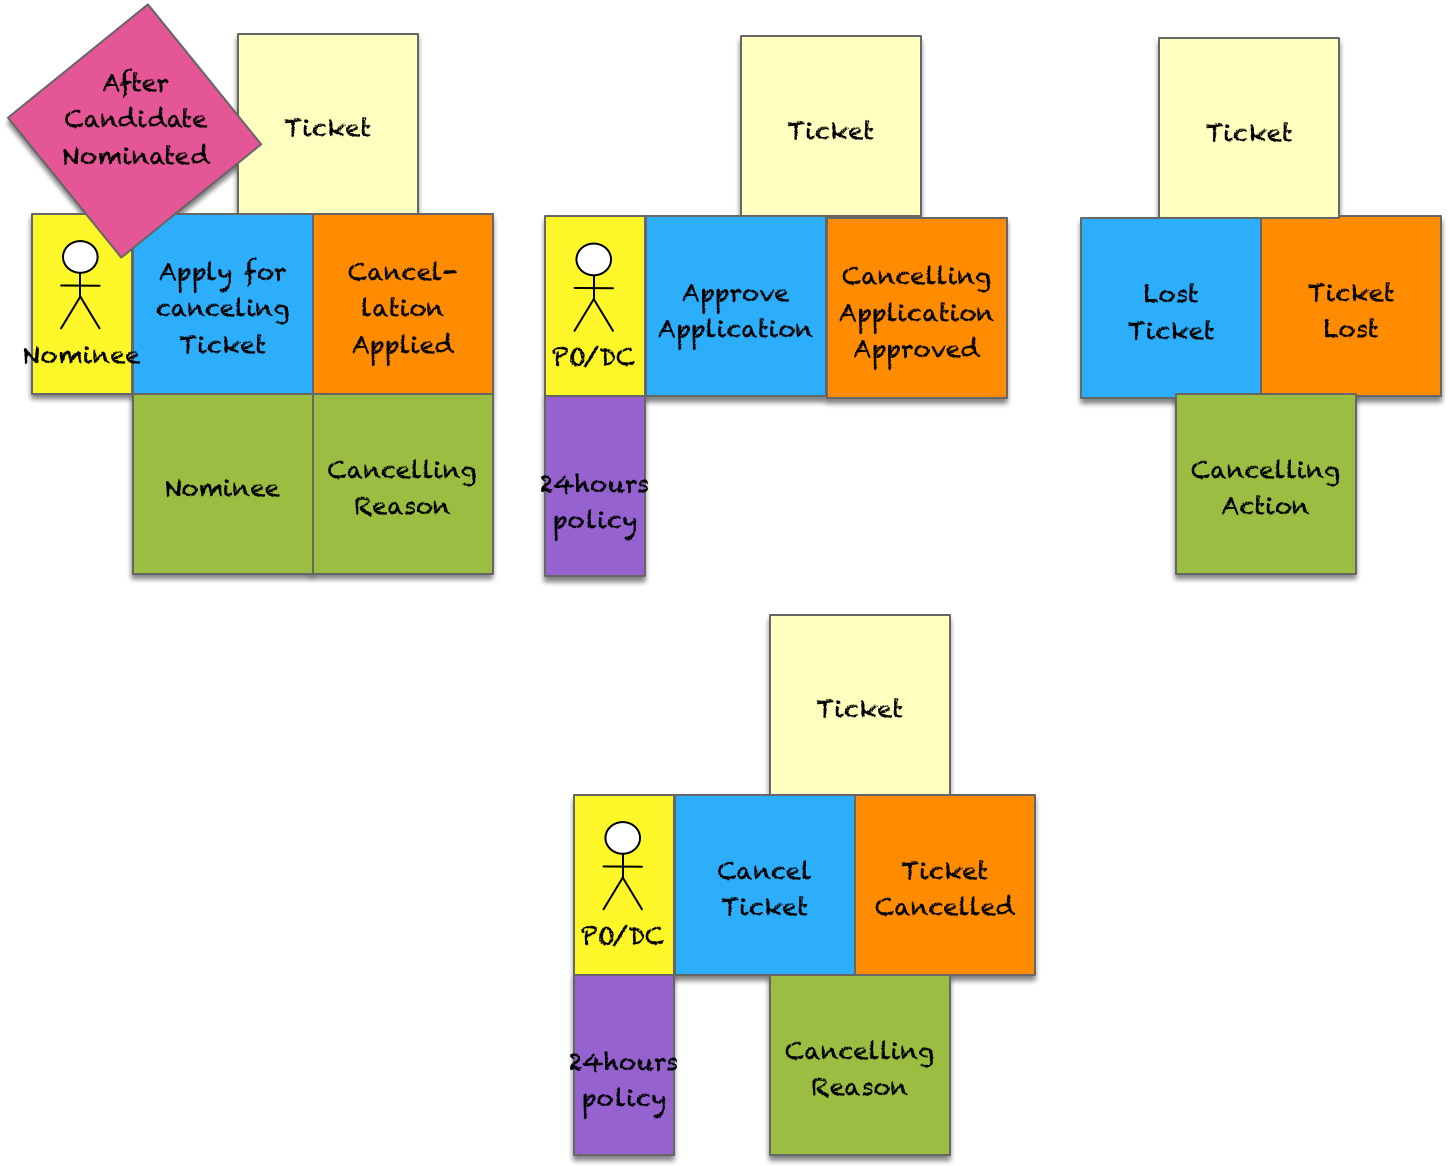 After
Candidate
Nominated
Ticket
Nominee
Apply for
canceling
Ticket
Cancel-
lation
Applied
Nominee
Cancelling
Reason
Ticket
PO/DC
Approve
Application
Cancelling
Application
Approved
24hours
policy
Ticket
Lost
Ticket
Ticket
Lost
Cancelling
Action
Ticket
PO/DC
Cancel
Ticket
Ticket
Cancelled
24hours
policy
Cancelling
Reason